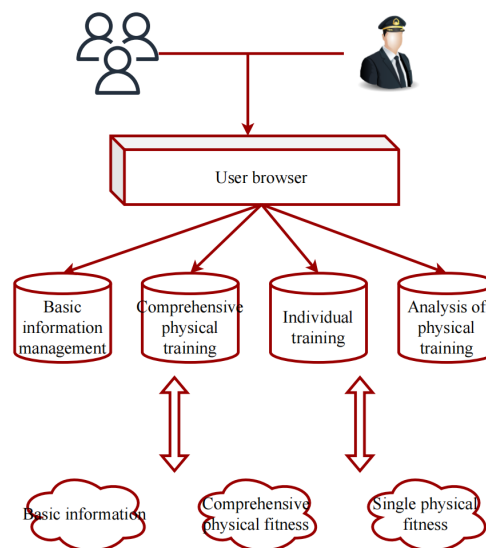 User browser
Basic
information
management
Comprehensive
physical
training
Individual
training
Analysis of
physical
training
Basic information
Comprehensive
physical fitness
Single physical
fitness